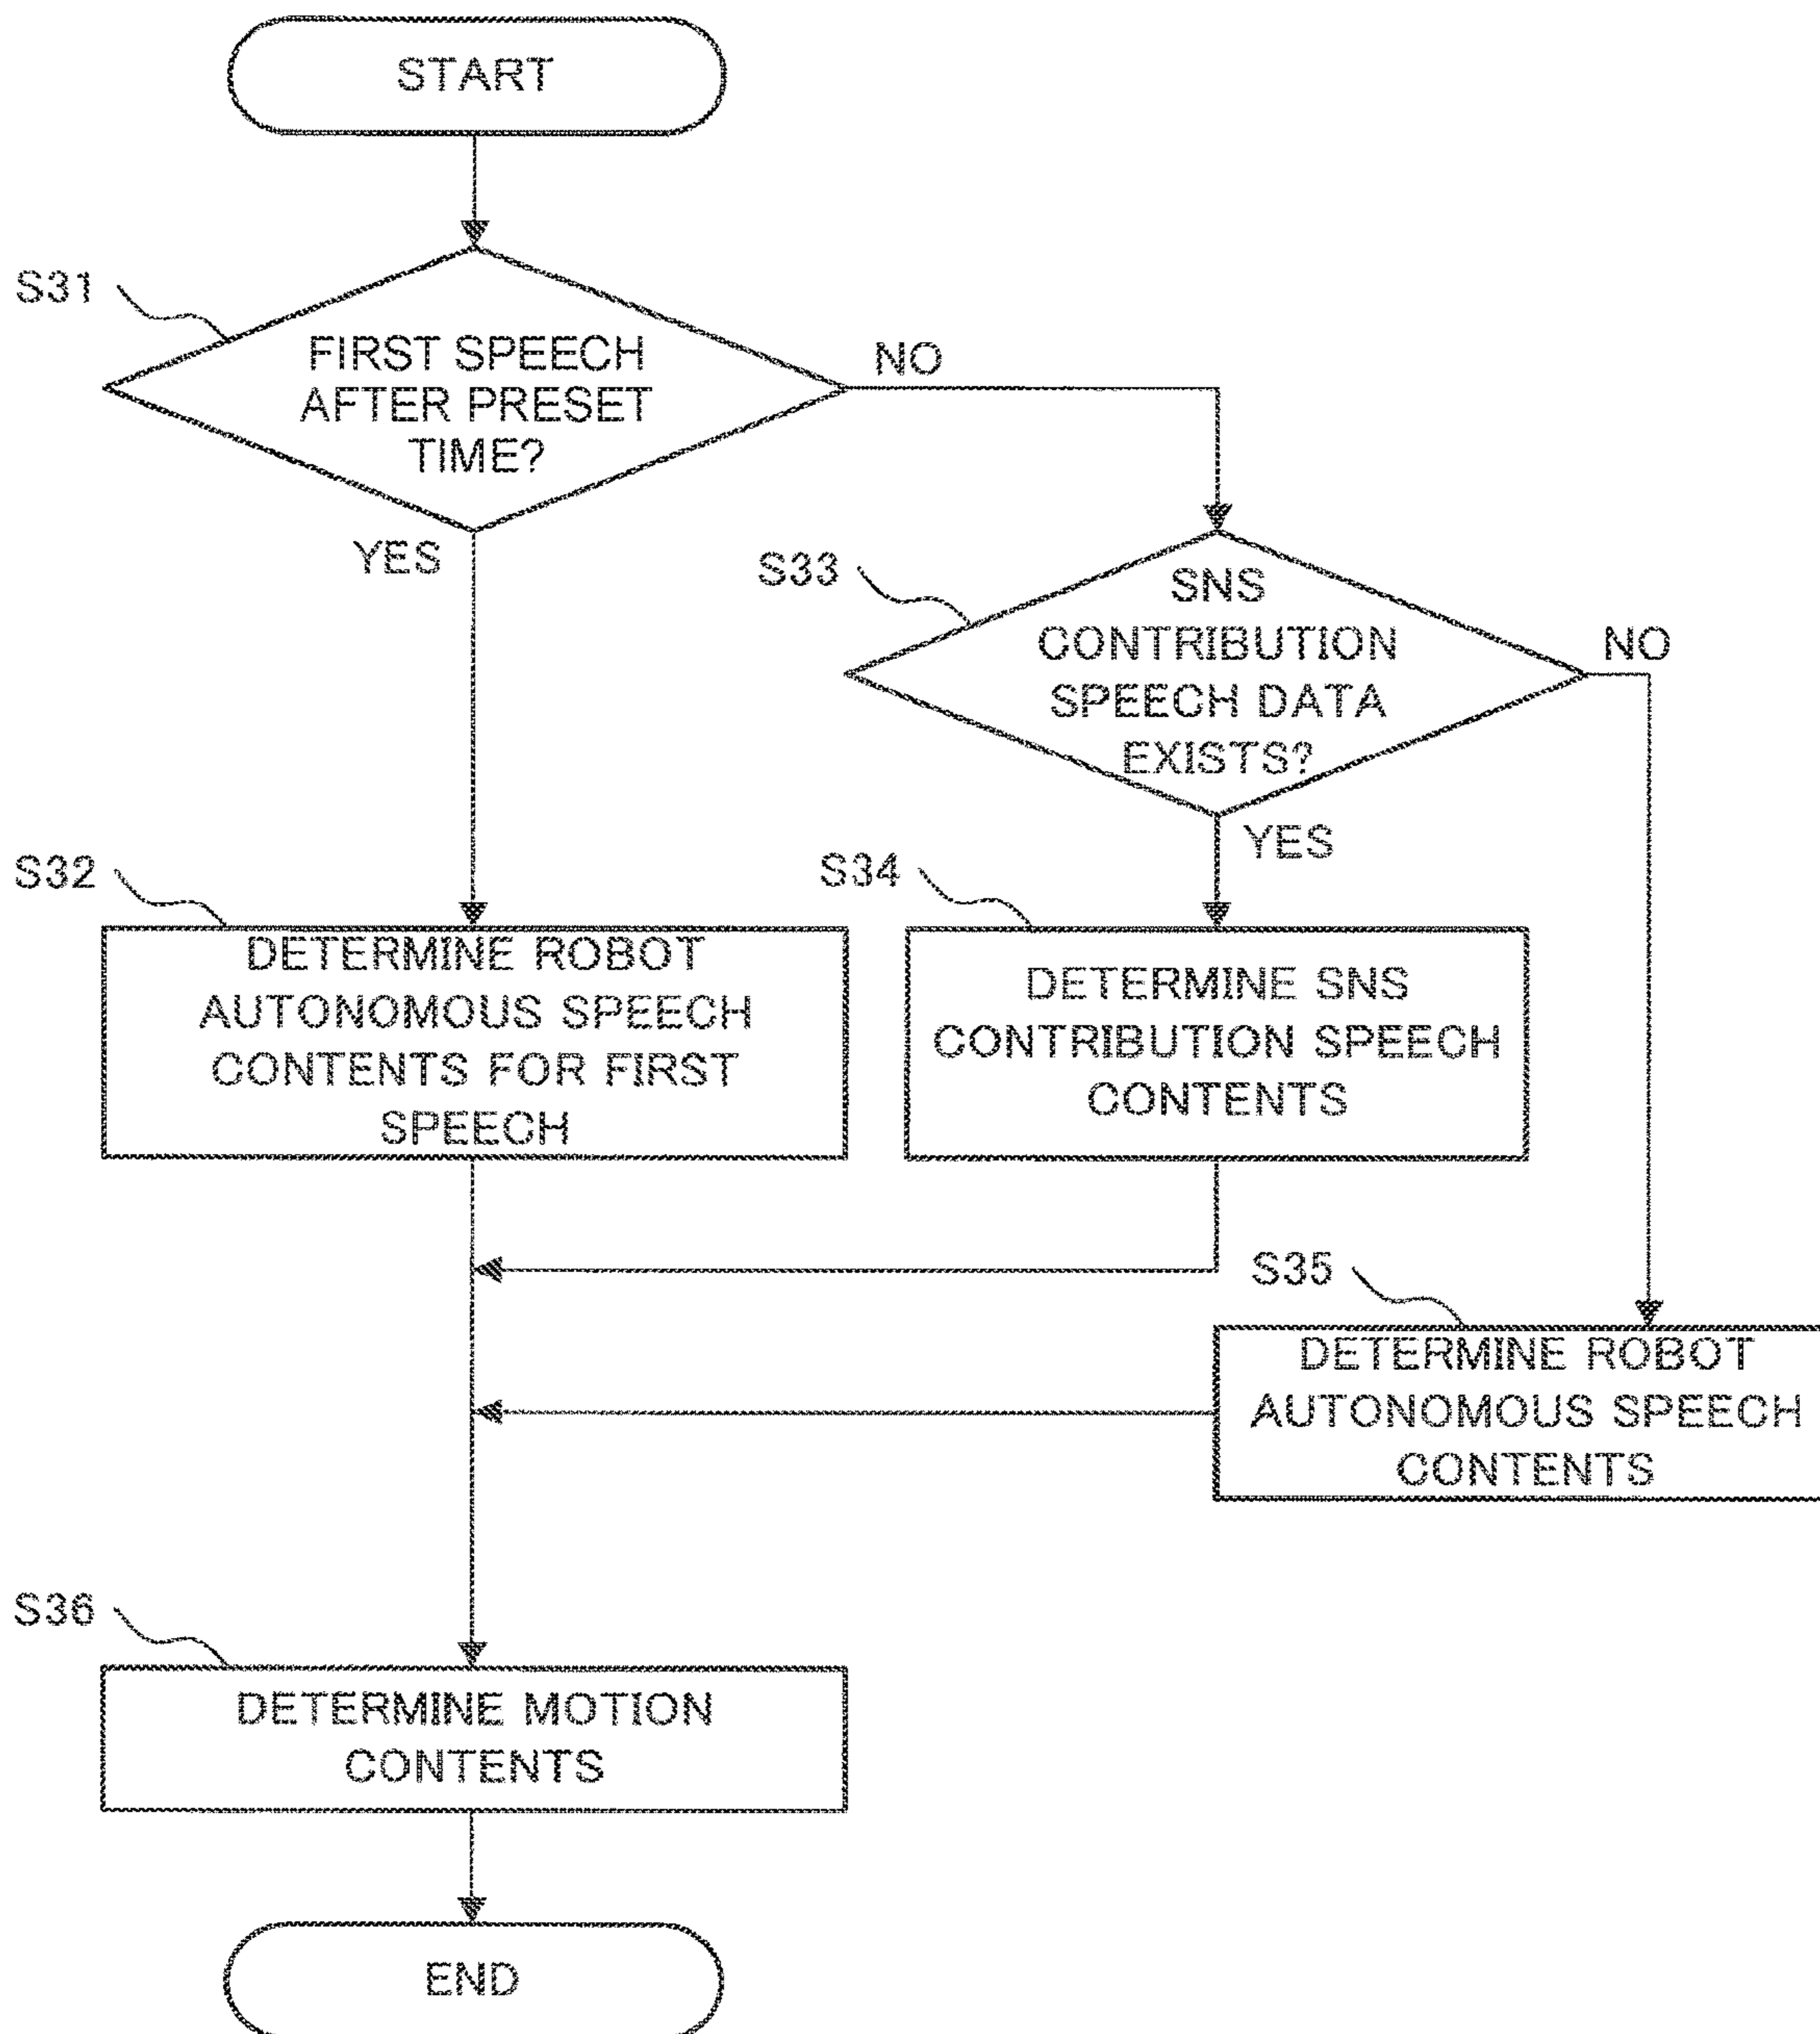 START
S31
FIRST SPEECH
AFTER PRESET
TIME?
NO
YES
S33
SNS
CONTRIBUTION
SPEECH DATA
EXISTS?
NO
YES
S32
DETERMINE ROBOT
AUTONOMOUS SPEECH
CONTENTS FOR FIRST
SPEECH
S34
DETERMINE SNS
CONTRIBUTION SPEECH
CONTENTS
S35
DETERMINE ROBOT
AUTONOMOUS SPEECH
CONTENTS
S36
DETERMINE MOTION
CONTENTS
END